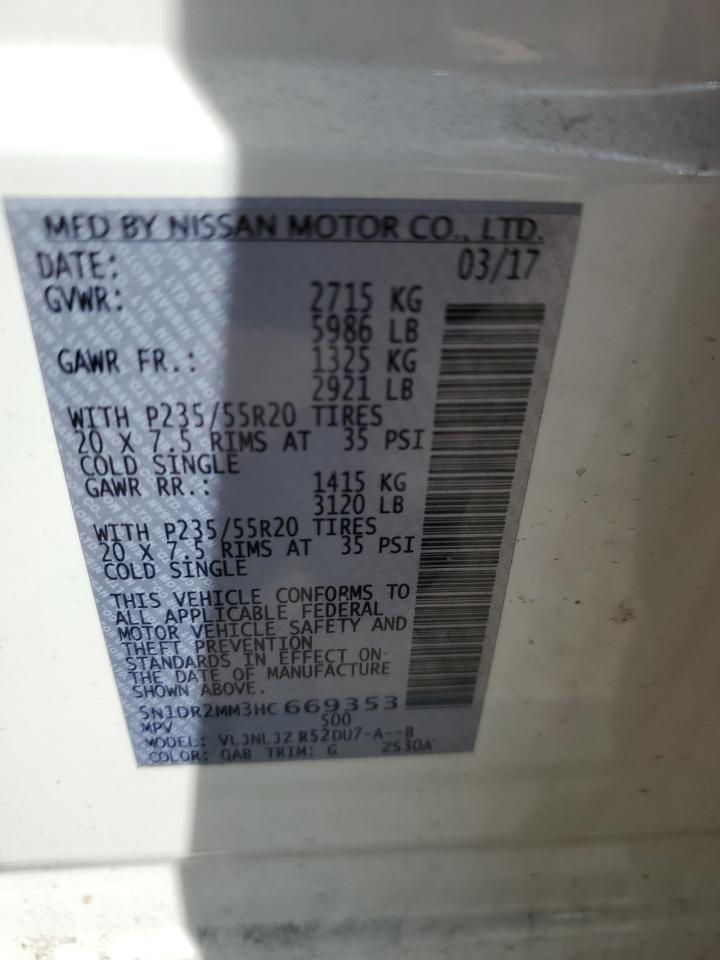 MFD BY NISSAN MOTOR CO., LTD.
DATE: 03/17
GVWR: 2715 KG
5986 LB
GAWR FR.: 1325 KG
2921 LB
WITH P235/55R20 TIRES
20 X 7.5 RIMS AT 35 PSI
COLD SINGLE
GAWR RR.: 1415 KG
3120 LB
WITH P235/55R20 TIRES
20 X 7.5 RIMS AT 35 PSI
COLD SINGLE
THIS VEHICLE CONFORMS TO
ALL APPLICABLE FEDERAL
MOTOR VEHICLE SAFETY AND
THEFT PREVENTION
STANDARDS IN EFFECT ON
THE DATE OF MANUFACTURE
SHOWN ABOVE.
5N1DR2MM3HC 669353
MPV 500
MODEL: VL3NLJZ R52DU7-A--B
COLOR: QAB TRIM: G ZS30A